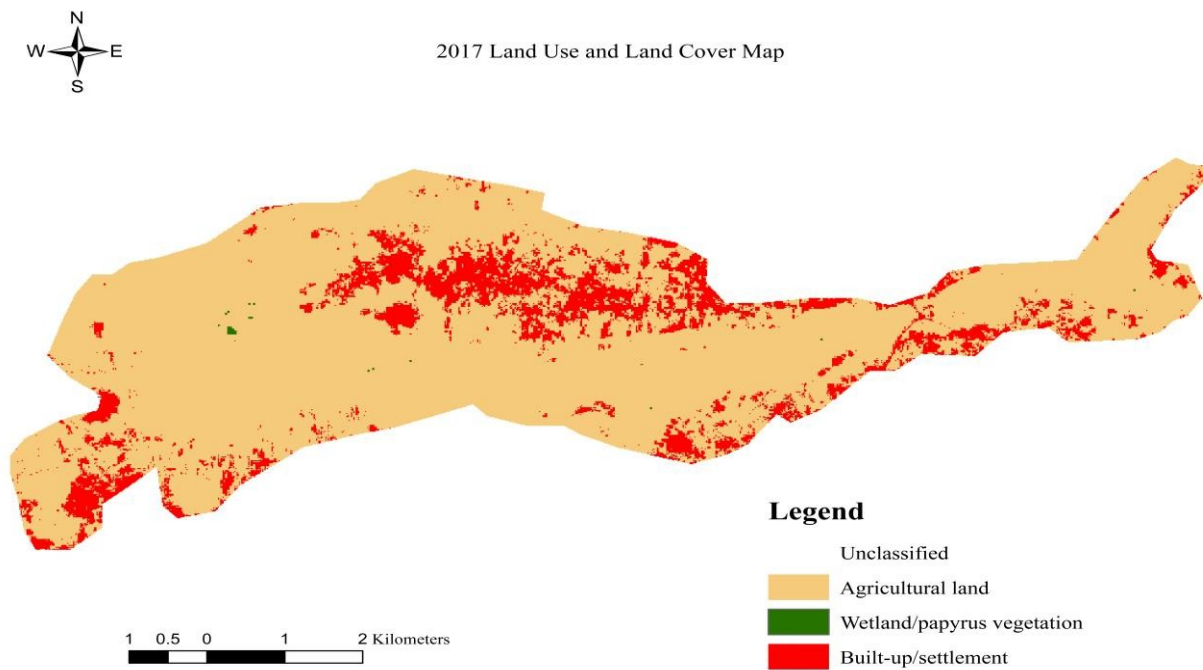 N
W E
S
2017 Land Use and Land Cover Map
Legend
Unclassified
Agricultural land
Wetland/papyrus vegetation
Built-up/settlement
1 0.5 0 1 2 Kilometers